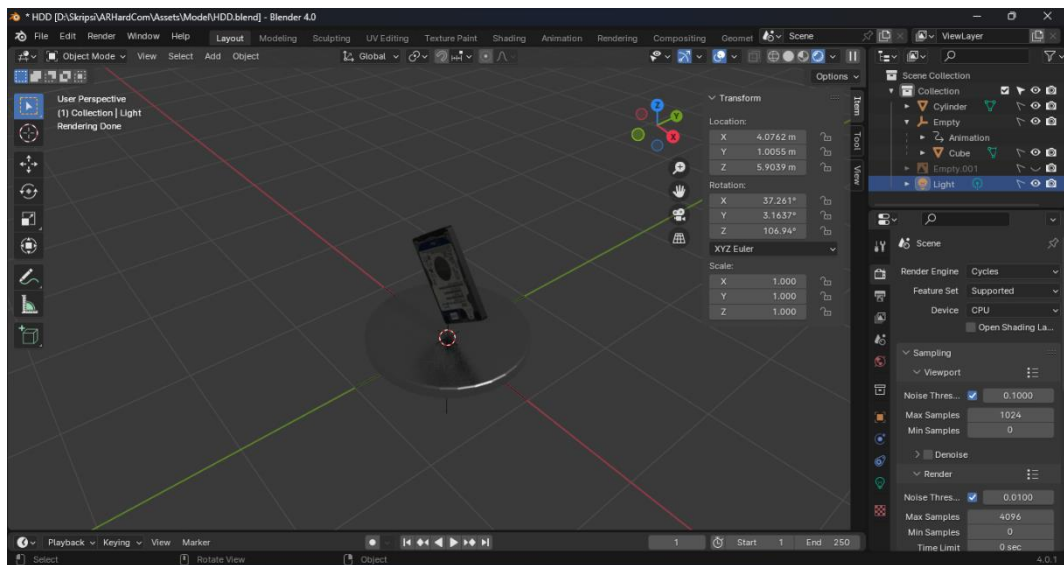 * HDD [D:\Skripsi\ARHardCom\Assets\Model\HDD.blend] - Blender 4.0
File Edit Render Window Help Layout Modeling Sculpting UV Editing Texture Paint Shading Animation Rendering Compositing Geomet Scene ViewLayer
Object Mode View Select Add Object Global
Options
User Perspective
(1) Collection | Light
Rendering Done
Z
Y
X
Item
Tool
View
Transform
Location:
X 4.0762 m
Y 1.0055 m
Z 5.9039 m
Rotation:
X 37.261°
Y 3.1637°
Z 106.94°
XYZ Euler
Scale:
X 1.000
Y 1.000
Z 1.000
Scene Collection
Collection
Cylinder
Empty
Animation
Cube
Empty.001
Light
Scene
Render Engine Cycles
Feature Set Supported
Device CPU
Open Shading La...
Sampling
Viewport
Noise Thres... 0.1000
Max Samples 1024
Min Samples 0
Denoise
Render
Noise Thres... 0.0100
Max Samples 4096
Min Samples 0
Time Limit 0 sec
Playback Keying View Marker 1 Start 1 End 250
Select Rotate View Object 4.0.1